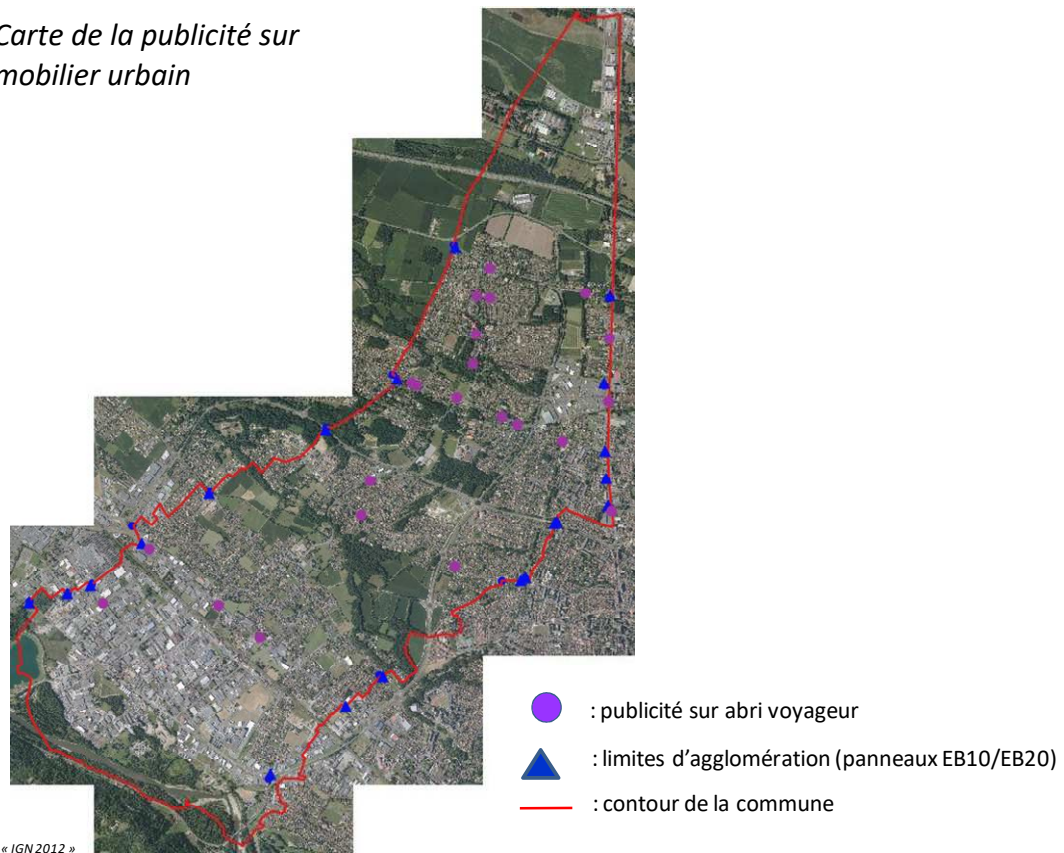 Carte de la publicité sur
mobilier urbain
: publicité sur abri voyageur
: limites d'agglomération (panneaux EB10/EB20)
: contour de la commune
« IGN 2012 »